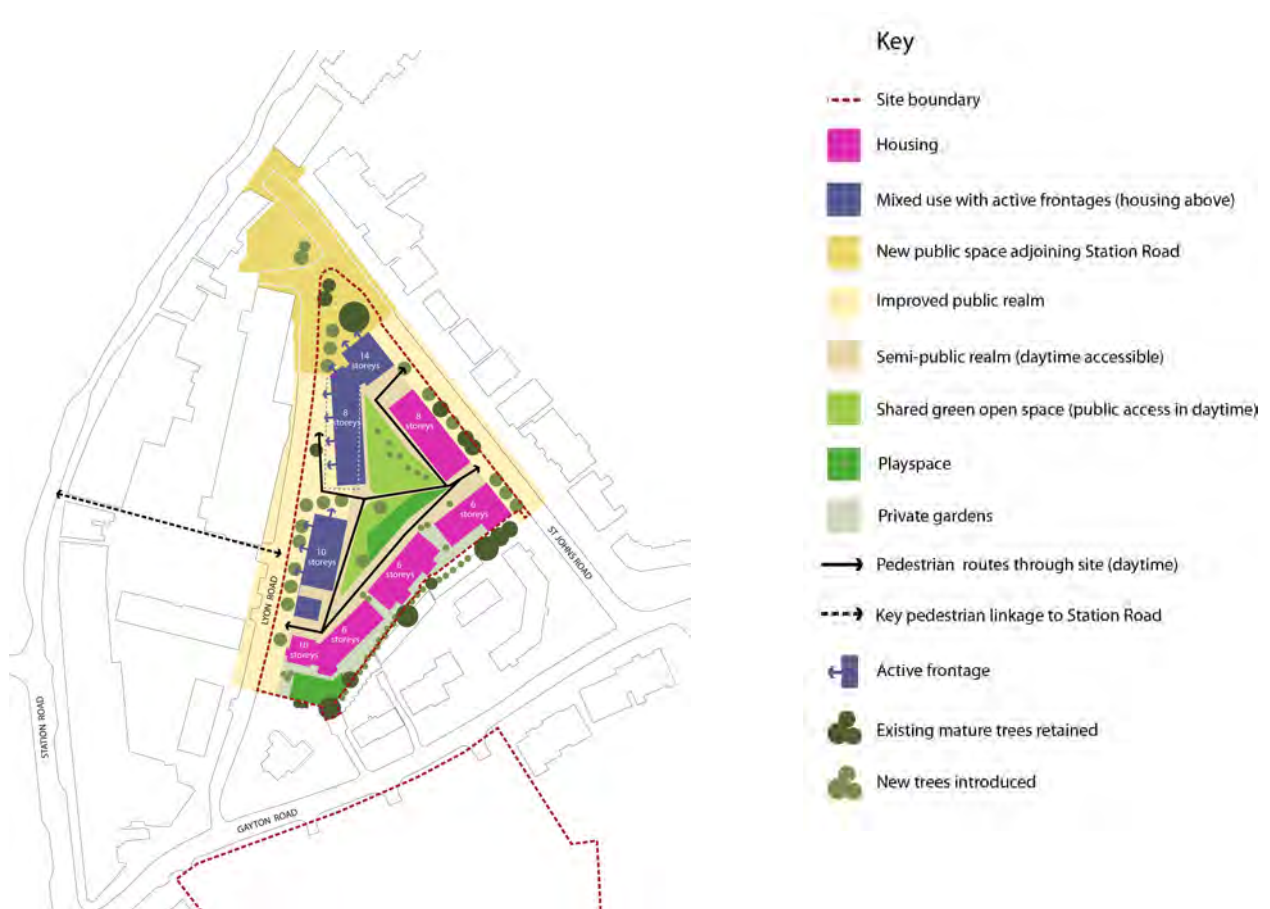 14
storeys
8
storeys
8
storeys
6
storeys
10
storeys
6
storeys
8
storeys
10
storeys
LYON ROAD
ST JOHNS ROAD
STATION ROAD
GAYTON ROAD
Key
Site boundary
Housing
Mixed use with active frontages (housing above)
New public space adjoining Station Road
Improved public realm
Semi-public realm (daytime accessible)
Shared green open space (public access in daytime)
Playspace
Private gardens
Pedestrian routes through site (daytime)
Key pedestrian linkage to Station Road
Active frontage
Existing mature trees retained
New trees introduced